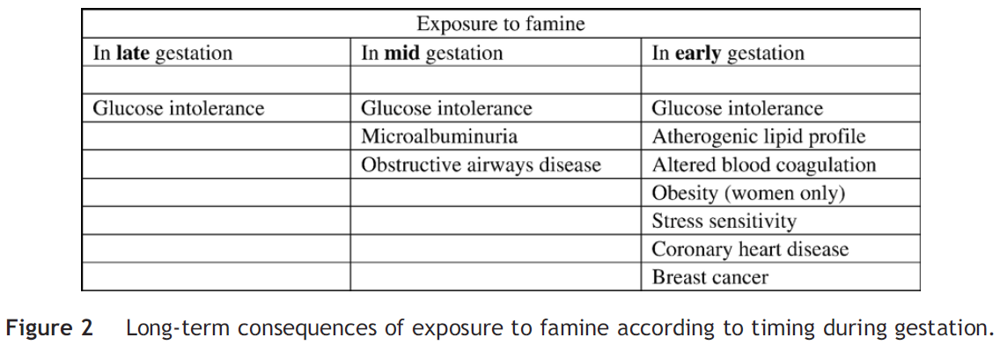 Exposure to famine
In late gestation In mid gestation In early gestation
Glucose intolerance Glucose intolerance Glucose intolerance
Microalbuminuria Atherogenic lipid profile
Obstructive airways disease Altered blood coagulation
Obesity (women only)
Stress sensitivity
Coronary heart disease
Breast cancer
Figure 2 Long-term consequences of exposure to famine according to timing during gestation.